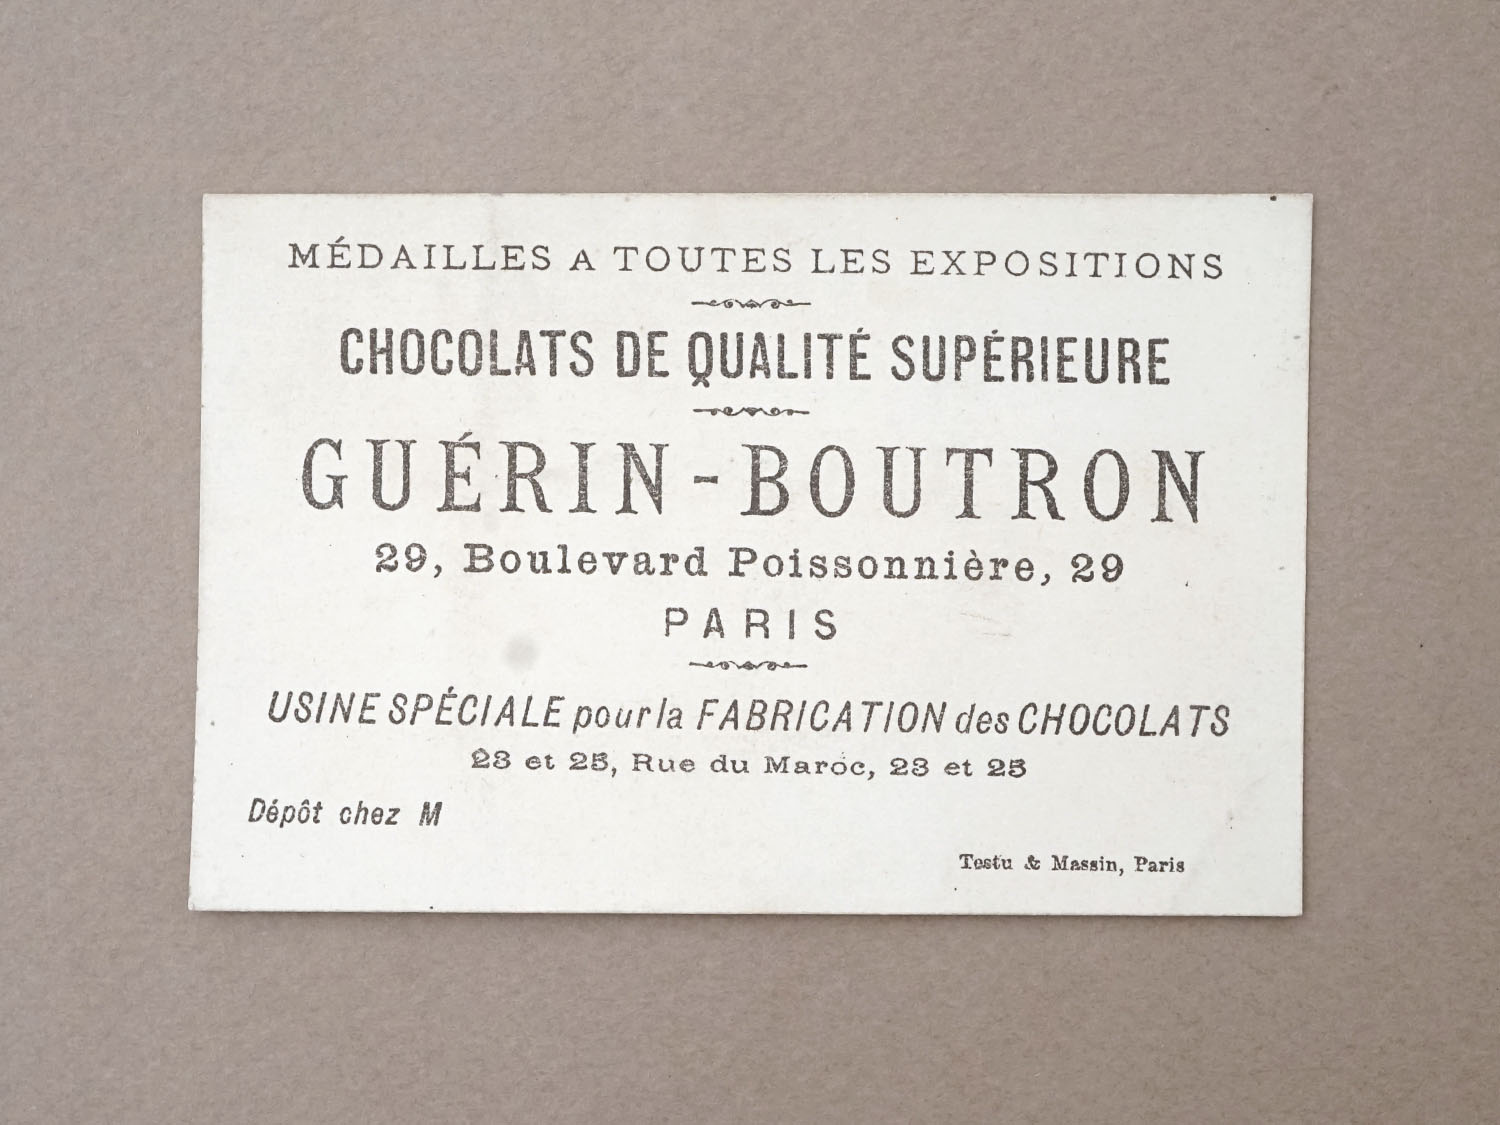 MÉDAILLES A TOUTES LES EXPOSITIONS
CHOCOLATS DE QUALITÉ SUPÉRIEURE
GUÉRIN-BOUTRON
29, Boulevard Poissonnière, 29
PARIS
USINE SPÉCIALE pour la FABRICATION des CHOCOLATS
23 et 25, Rue du Maroc, 23 et 25
Dépôt chez M
Testu & Massin, Paris